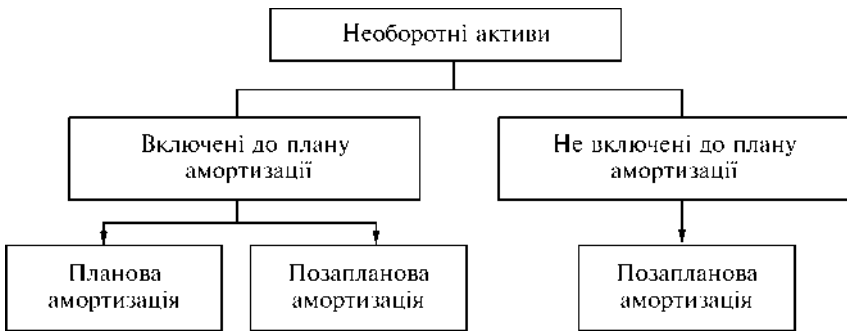 Необоротні активи
Включені до плану
амортизації
Не включені до плану
амортизації
Планова
амортизація
Позапланова
амортизація
Позапланова
амортизація